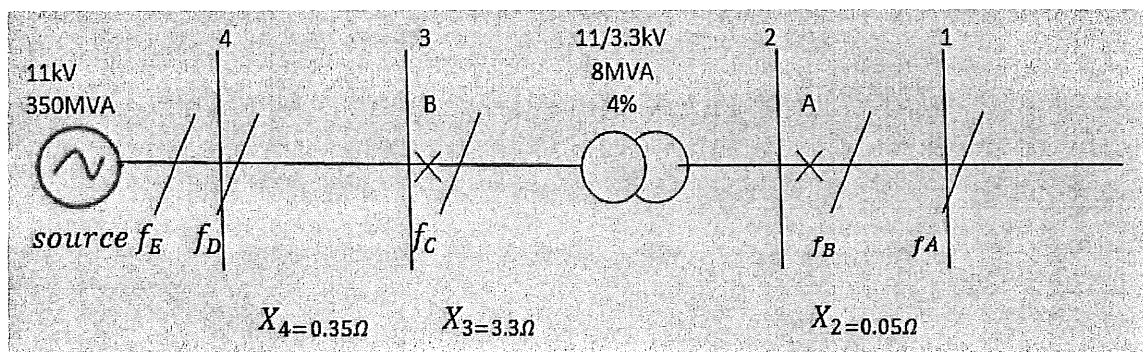 4
3
11/3.3kV
2
1
11kV
8MVA
350MVA
B
4%
A
source f_E f_D
f_C
f_B
f_A
X_4=0.35Ω
X_3=3.3Ω
X_2=0.05Ω